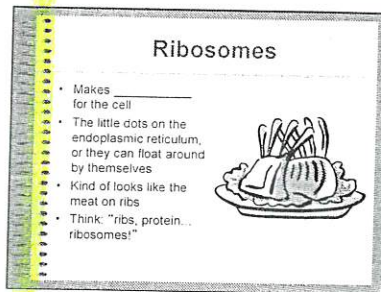 Ribosomes
• Makes ___________
for the cell
• The little dots on the
endoplasmic reticulum,
or they can float around
by themselves
• Kind of looks like the
meat on ribs
• Think: "ribs, protein...
ribosomes!"